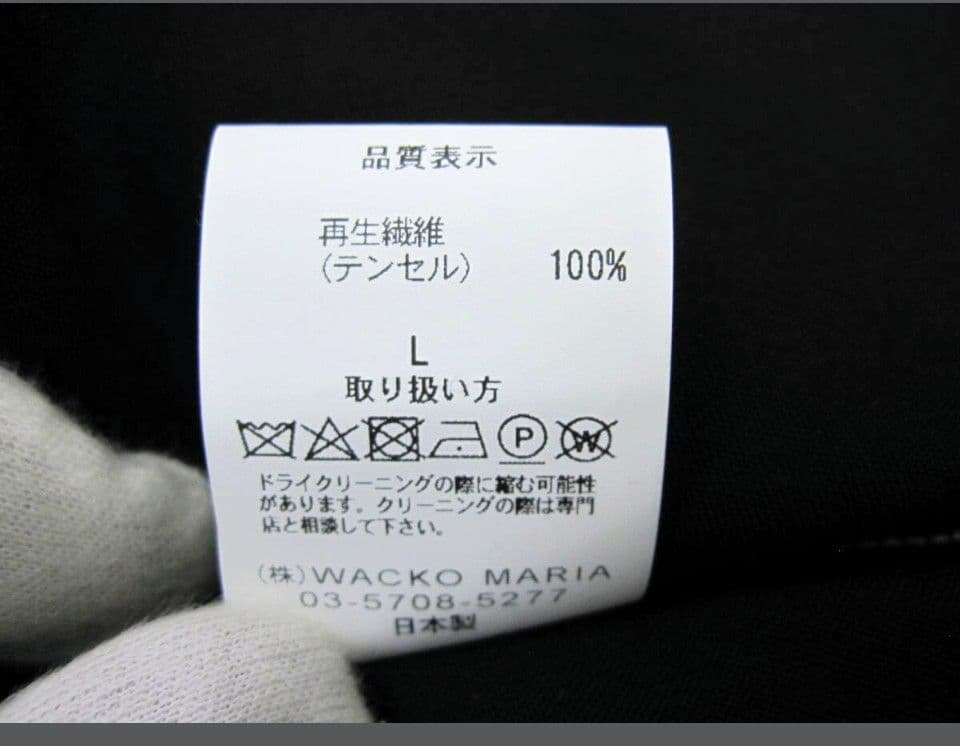 品質表示
再生繊維
(テンセル) 100%
L
取り扱い方
P W
ドライクリーニングの際に縮む可能性
があります。クリーニングの際は専門
店と相談して下さい。
(株)WACKO MARIA
03-5708-5277
日本製